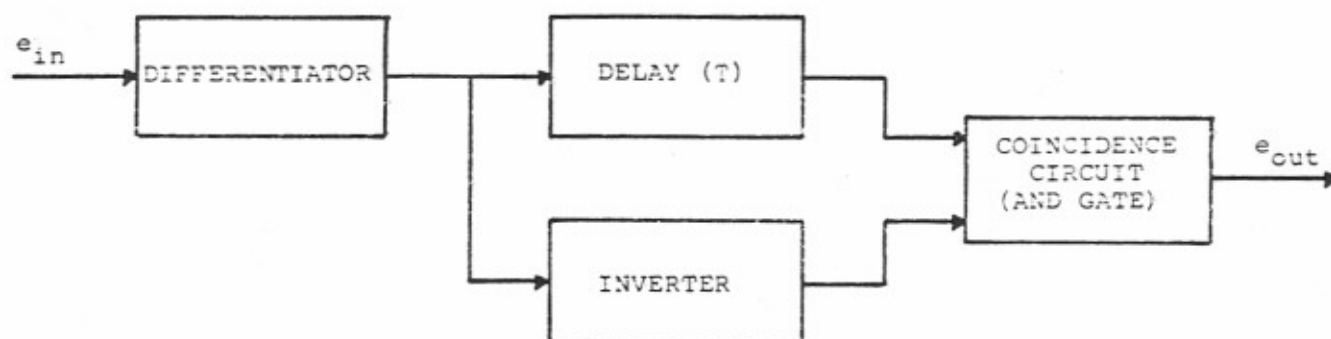 e_in
DIFFERENTIATOR
DELAY (T)
INVERTER
COINCIDENCE
CIRCUIT
(AND GATE)
e_out